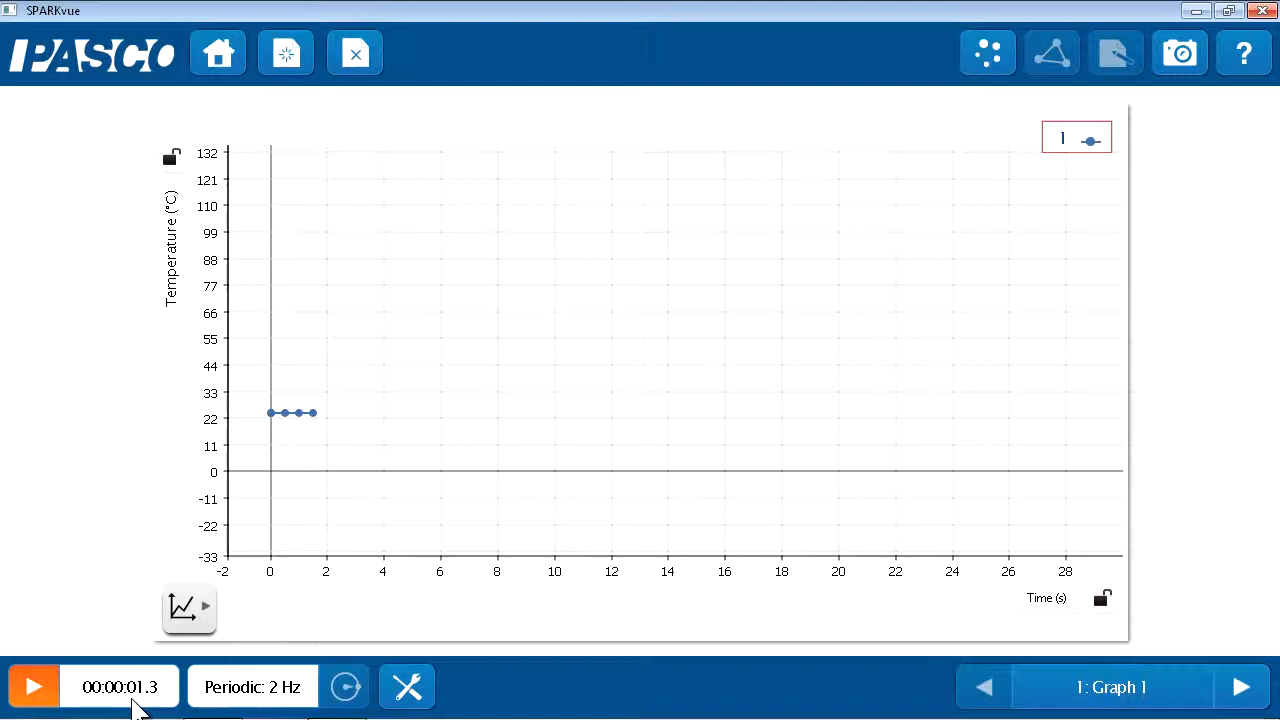 SPARKvue
PASCO
?
1
132
121
110
99
88
77
66
55
44
33
22
11
0
-11
-22
-33
Temperature (°C)
-2 0 2 4 6 8 10 12 14 16 18 20 22 24 26 28
Time (s)
00:00:01.3
Periodic: 2 Hz
1: Graph 1